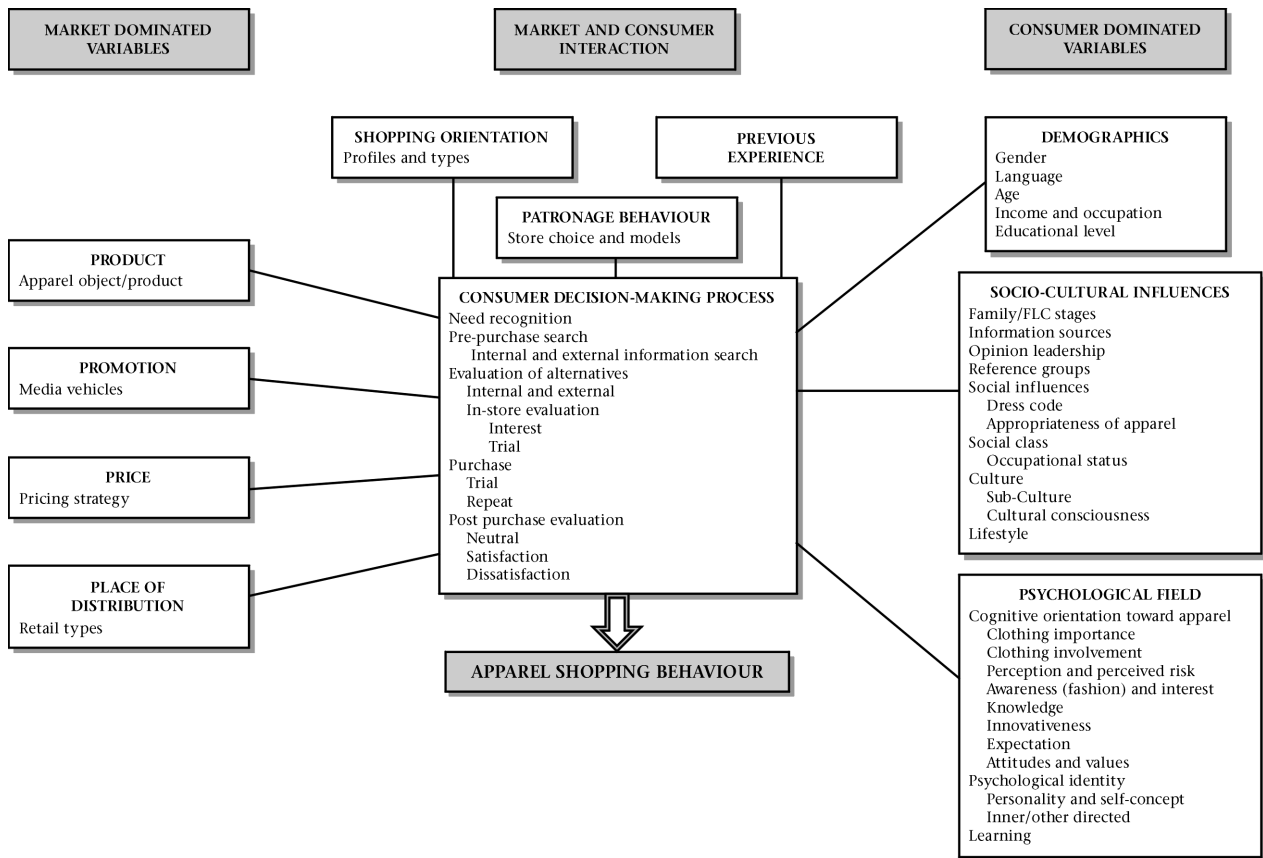 MARKET DOMINATED
VARIABLES
MARKET AND CONSUMER
INTERACTION
CONSUMER DOMINATED
VARIABLES
SHOPPING ORIENTATION
Profiles and types
PREVIOUS
EXPERIENCE
PATRONAGE BEHAVIOUR
Store choice and models
PRODUCT
Apparel object/product
PROMOTION
Media vehicles
PRICE
Pricing strategy
PLACE OF
DISTRIBUTION
Retail types
CONSUMER DECISION-MAKING PROCESS
Need recognition
Pre-purchase search
Internal and external information search
Evaluation of alternatives
Internal and external
In-store evaluation
Interest
Trial
Purchase
Trial
Repeat
Post purchase evaluation
Neutral
Satisfaction
Dissatisfaction
APPAREL SHOPPING BEHAVIOUR
DEMOGRAPHICS
Gender
Language
Age
Income and occupation
Educational level
SOCIO-CULTURAL INFLUENCES
Family/FLC stages
Information sources
Opinion leadership
Reference groups
Social influences
Dress code
Appropriateness of apparel
Social class
Occupational status
Culture
Sub-Culture
Cultural consciousness
Lifestyle
PSYCHOLOGICAL FIELD
Cognitive orientation toward apparel
Clothing importance
Clothing involvement
Perception and perceived risk
Awareness (fashion) and interest
Knowledge
Innovativeness
Expectation
Attitudes and values
Psychological identity
Personality and self-concept
Inner/other directed
Learning